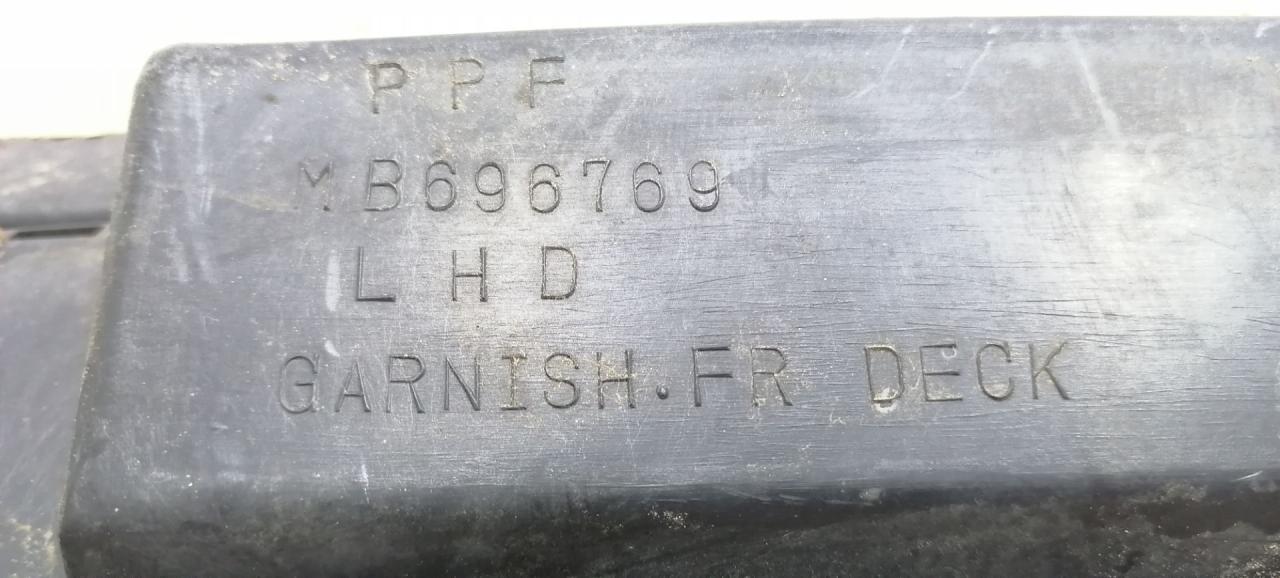 PPF
MB696769
LHD
GARNISH.FR DECK